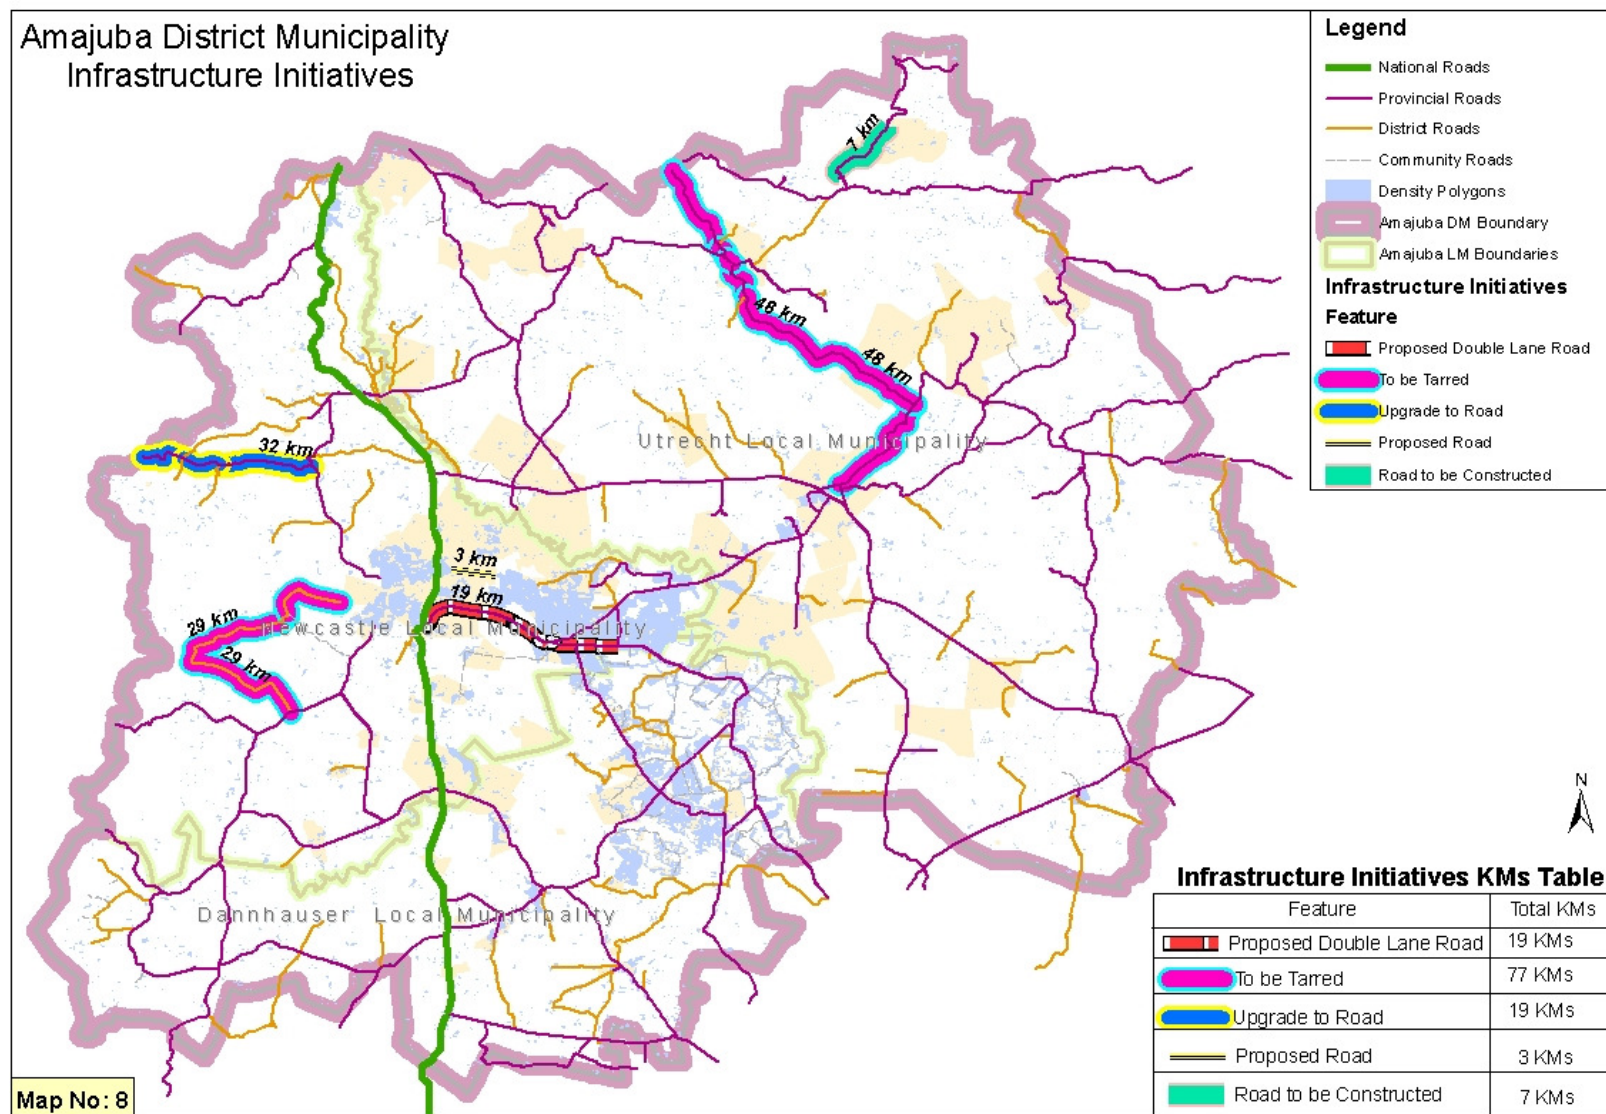 Amajuba District Municipality
Infrastructure Initiatives
Legend
National Roads
Provincial Roads
District Roads
Community Roads
Density Polygons
Amajuba DM Boundary
Amajuba LM Boundaries
Infrastructure Initiatives
Feature
Proposed Double Lane Road
To be Tarred
Upgrade to Road
Proposed Road
Road to be Constructed
7 km
48 km
48 km
Utrecht Local Municipality
32 km
3 km
19 km
29 km
Newcastle Local Municipality
29 km
Dannhauser Local Municipality
N
Infrastructure Initiatives KMs Table
Feature Total KMs
Proposed Double Lane Road 19 KMs
To be Tarred 77 KMs
Upgrade to Road 19 KMs
Proposed Road 3 KMs
Road to be Constructed 7 KMs
Map No: 8